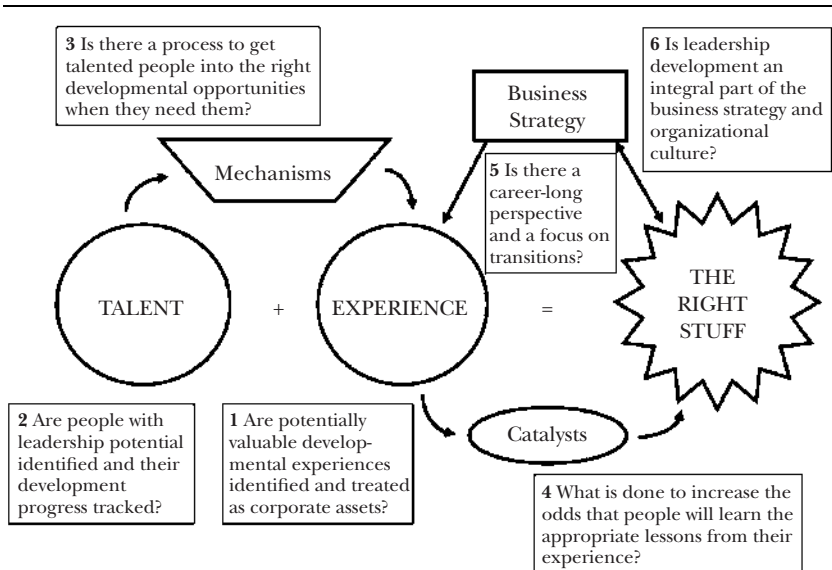 3 Is there a process to get
talented people into the right
developmental opportunities
when they need them?
6 Is leadership
development an
integral part of the
business strategy and
organizational
culture?
Business
Strategy
Mechanisms
5 Is there a
career-long
perspective
and a focus on
transitions?
TALENT
+
EXPERIENCE
=
THE
RIGHT
STUFF
2 Are people with
leadership potential
identified and their
development
progress tracked?
1 Are potentially
valuable develop-
mental experiences
identified and treated
as corporate assets?
Catalysts
4 What is done to increase the
odds that people will learn the
appropriate lessons from their
experience?